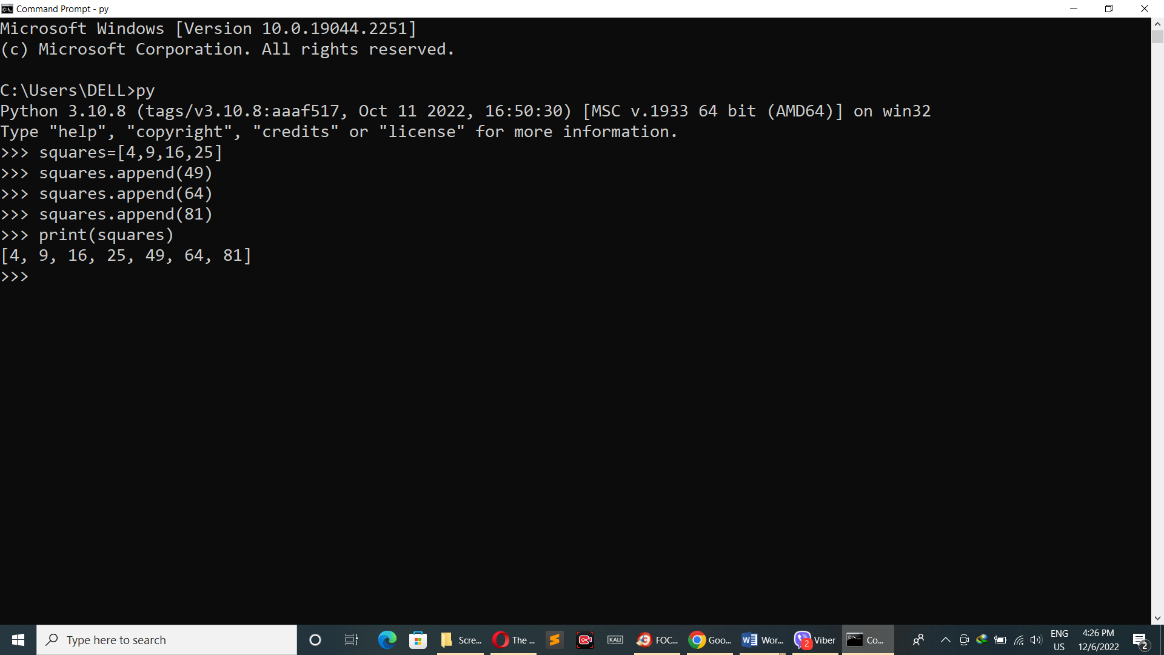 Command Prompt - py
Microsoft Windows [Version 10.0.19044.2251]
(c) Microsoft Corporation. All rights reserved.
C:\Users\DELL>py
Python 3.10.8 (tags/v3.10.8:aaaf517, Oct 11 2022, 16:50:30) [MSC v.1933 64 bit (AMD64)] on win32
Type "help", "copyright", "credits" or "license" for more information.
>>> squares=[4,9,16,25]
>>> squares.append(49)
>>> squares.append(64)
>>> squares.append(81)
>>> print(squares)
[4, 9, 16, 25, 49, 64, 81]
>>>
Type here to search
Scre...
The ...
KALI
FOC...
Goo...
W
Wor...
2
Viber
Co...
ENG
US
4:26 PM
12/6/2022
2